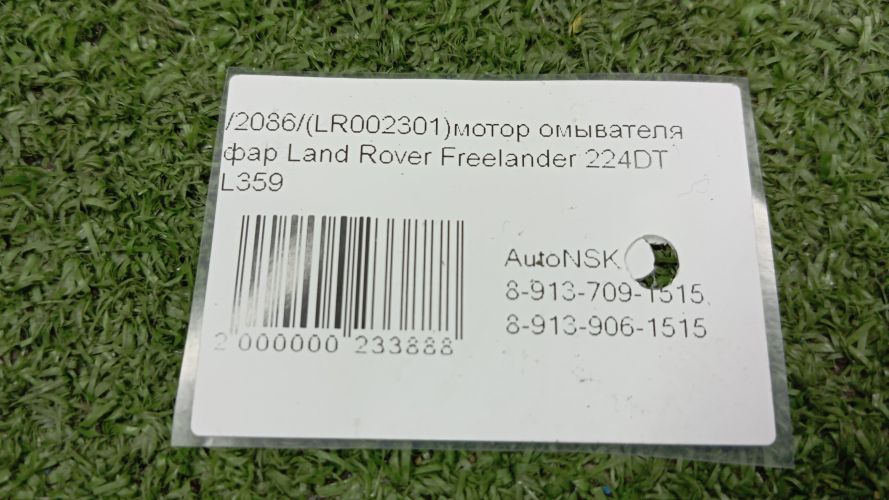 /2086/(LR002301)мотор омывателя
фар Land Rover Freelander 224DT
L359
AutoNSK
8-913-709-1515
8-913-906-1515
2 000000 233888